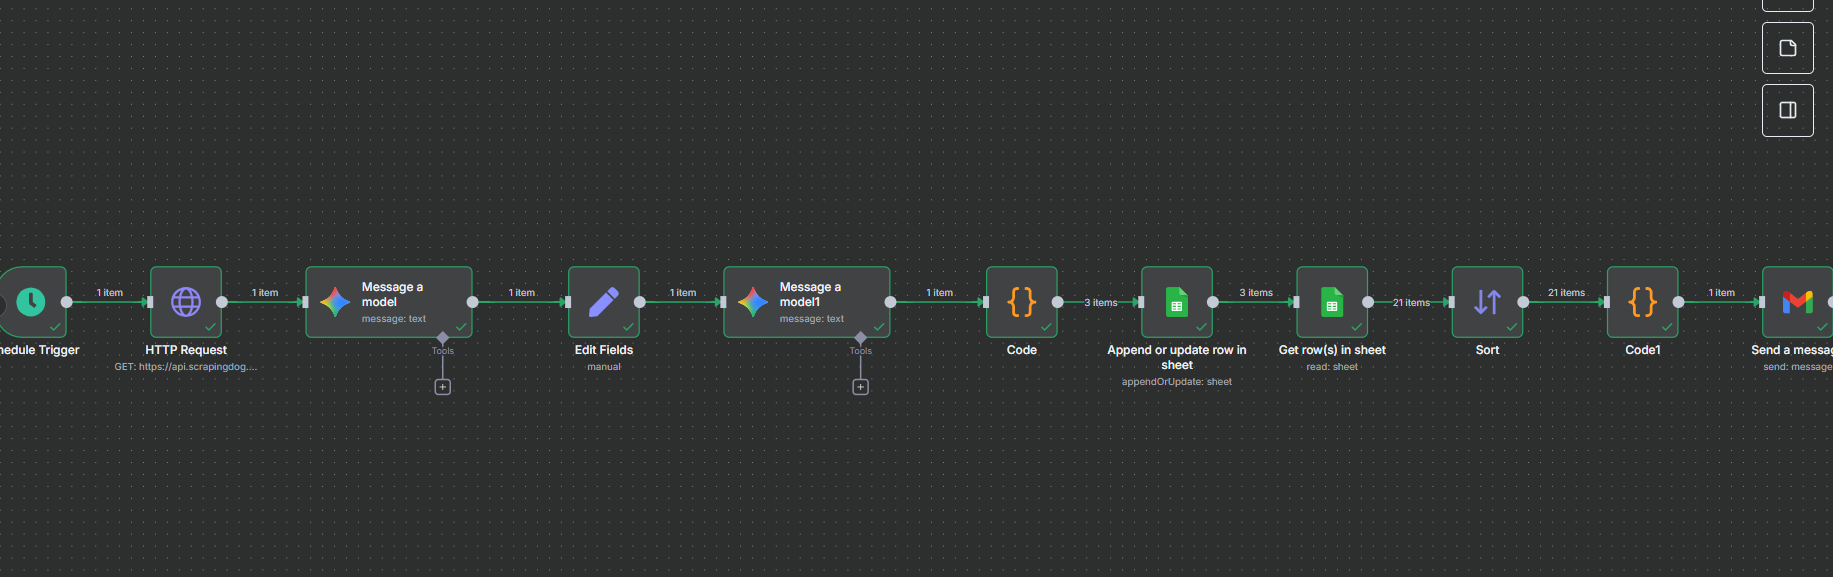 1 item
1 item
1 item
1 item
1 item
3 items
3 items
21 items
21 items
1 item
Message a
model
message: text
Message a
model1
message: text
Tools
Tools
hedule Trigger
HTTP Request
GET: https://api.scrapingdog....
Edit Fields
manual
Code
Append or update row in
sheet
appendOrUpdate: sheet
Get row(s) in sheet
read: sheet
Sort
Code1
Send a messag
send: message